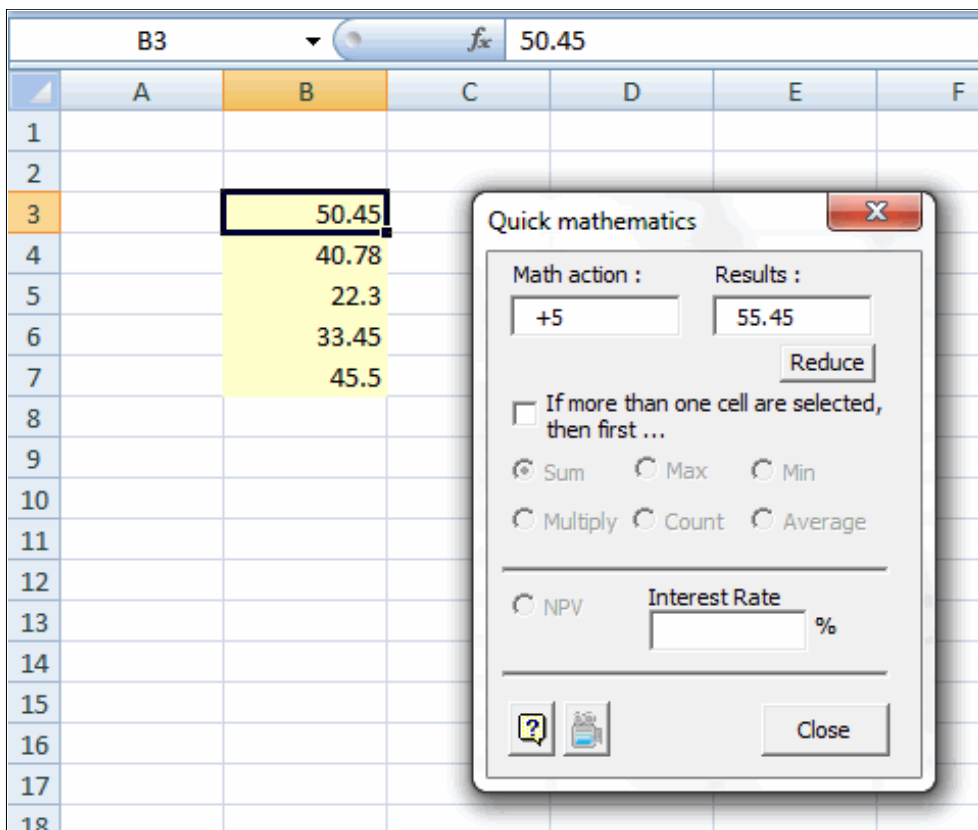 B3 fx 50.45
A B C D E F
1
2
3 50.45
4 40.78
5 22.3
6 33.45
7 45.5
8
9
10
11
12
13
14
15
16
17
18
Quick mathematics
Math action : Results :
+5 55.45
Reduce
If more than one cell are selected,
then first ...
Sum Max Min
Multiply Count Average
NPV Interest Rate
%
? Close